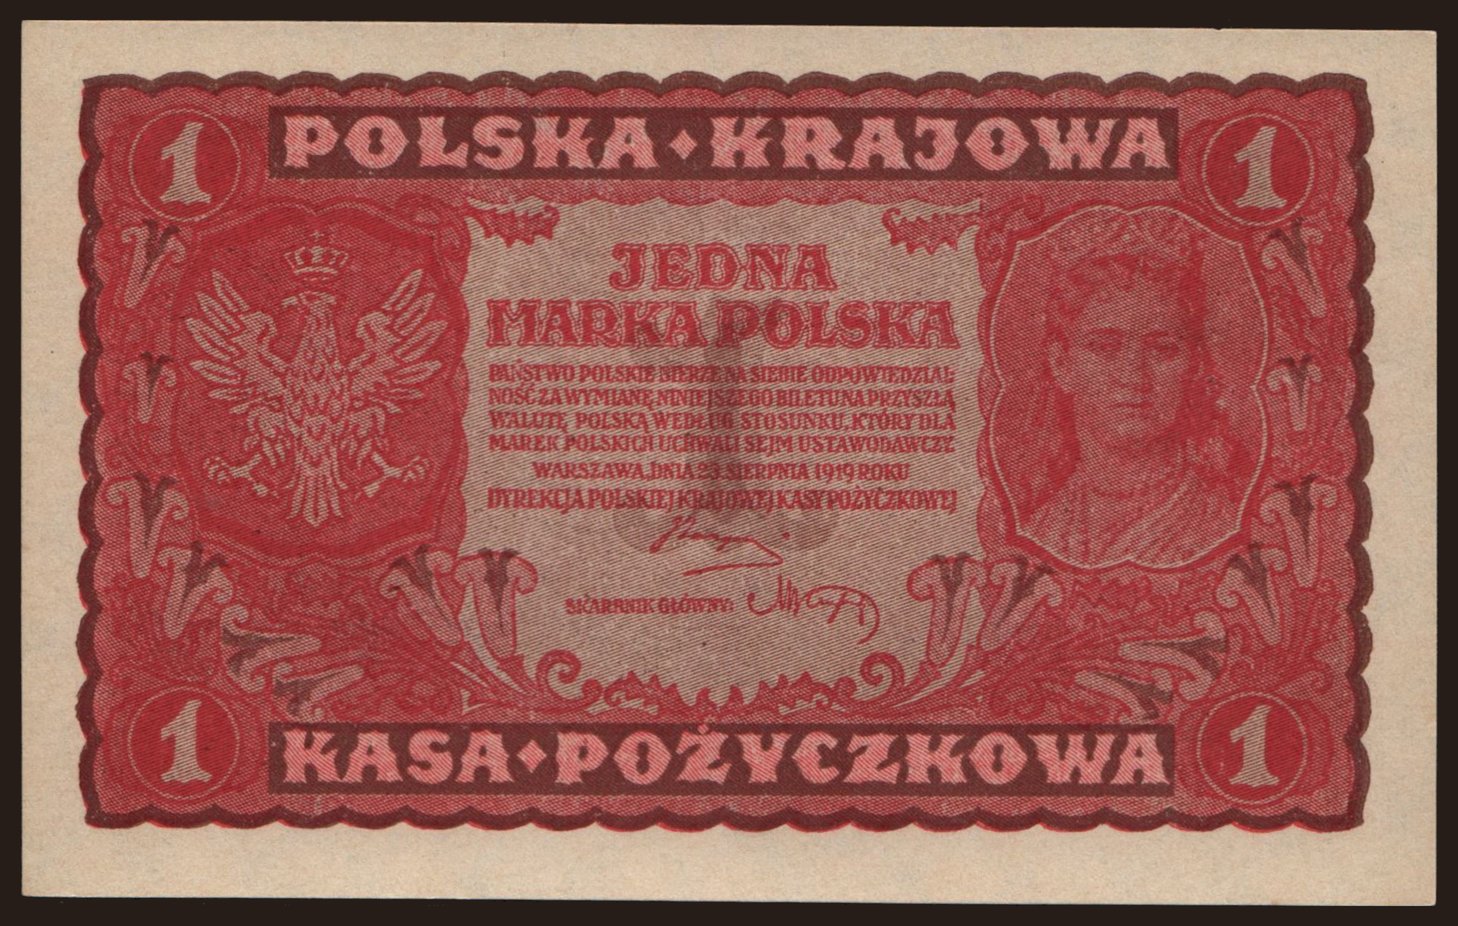 1 POLSKA ◆ KRAJOWA 1
JEDNA
MARKA POLSKA
PAŃSTWO POLSKIE BIERZE NA SIEBIE ODPOWIEDZIAL-
NOŚĆ ZA WYMIANĘ NINIEJSZEGO BILETU NA PRZYSZŁĄ
WALUTĘ POLSKĄ WEDŁUG STOSUNKU, KTÓRY DLA
MAREK POLSKICH UCHWALI SEJM USTAWODAWCZY.
WARSZAWA, DNIA 23 SIERPNIA 1919 ROKU
DYREKCJA POLSKIEJ KRAJOWEJ KASY POŻYCZKOWEJ
SKARBNIK GŁÓWNY:
1 KASA ◆ POŻYCZKOWA 1